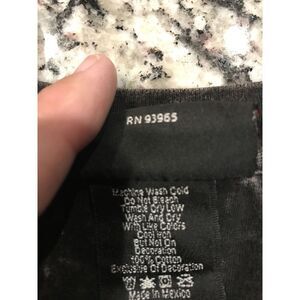 RN 93965
Machine Wash Cold
Do Not Bleach
Tumble Dry Low
Wash And Dry
With Like Colors
Cool Iron
But Not On
Decoration
100% Cotton
Exclusive Of Decoration
Made In Mexico